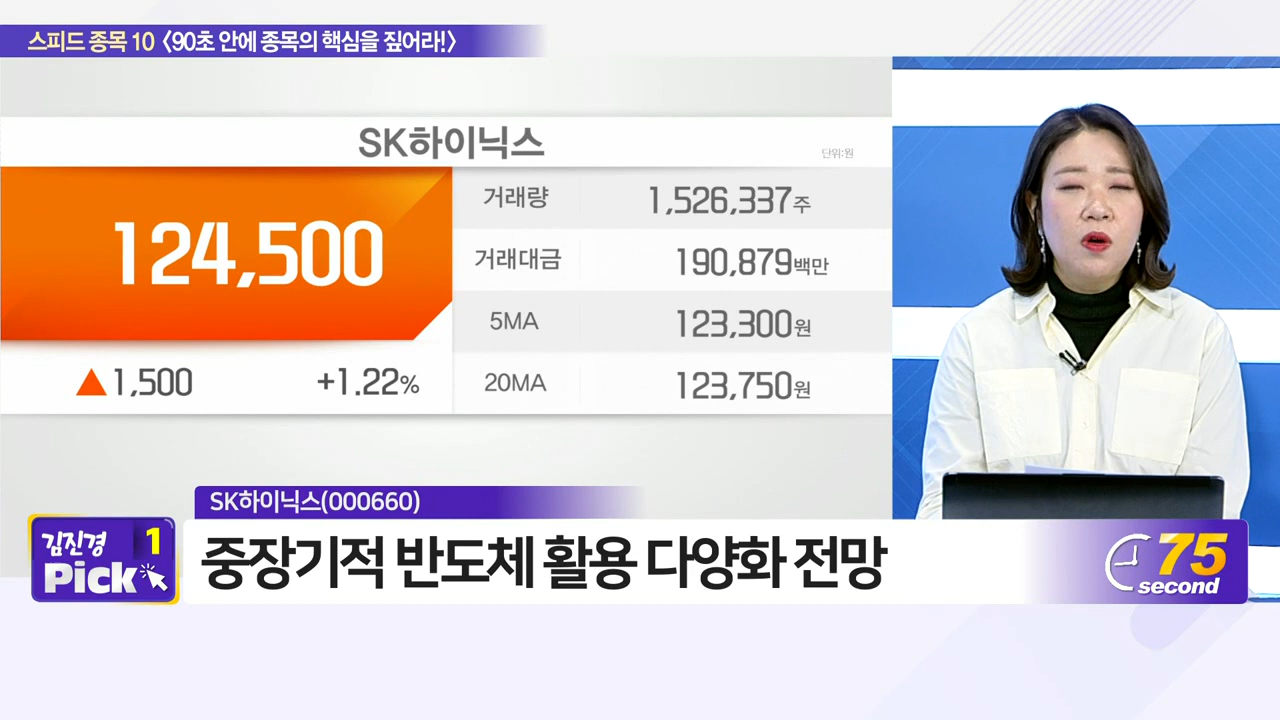 스피드 종목 10 〈90초 안에 종목의 핵심을 짚어라!〉
SK하이닉스
단위:원
124,500
▲1,500 +1.22%
거래량 1,526,337주
거래대금 190,879백만
5MA 123,300원
20MA 123,750원
SK하이닉스(000660)
김진경 1
Pick
중장기적 반도체 활용 다양화 전망
75
second